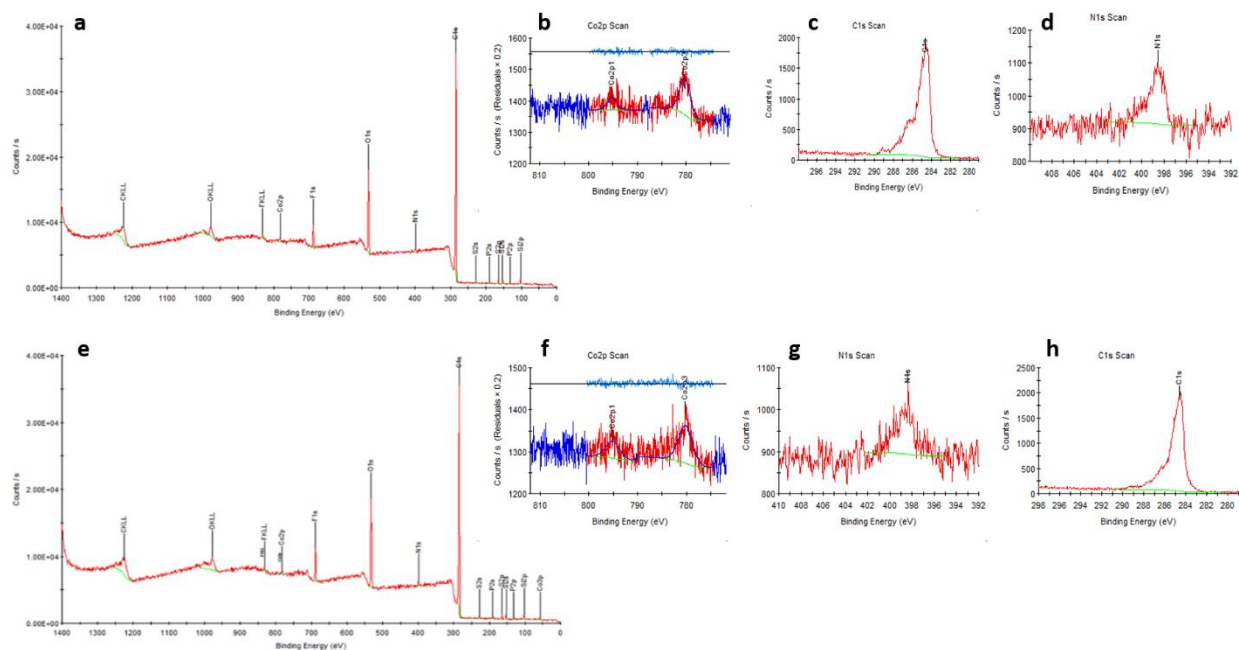 a
4.00E+04
3.00E+04
2.00E+04
1.00E+04
0.00E+00
Counts / s
CKLL
OKLL
FKLL
Co2p
F1s
O1s
N1s
C1s
S2s
P2s
S2p
Si2s
P2p
Si2p
1400 1300 1200 1100 1000 900 800 700 600 500 400 300 200 100 0
Binding Energy (eV)
b
Co2p Scan
1600
1500
1400
1300
1200
Counts / s (Residuals × 0.2)
Co2p1
Co2p3
810 800 790 780
Binding Energy (eV)
c
C1s Scan
2000
1500
1000
500
0
Counts / s
C1s
296 292 288 284 280
Binding Energy (eV)
d
N1s Scan
1200
1100
1000
900
800
Counts / s
N1s
408 406 404 402 400 398 396 394 392
Binding Energy (eV)
e
4.00E+04
3.00E+04
2.00E+04
1.00E+04
0.00E+00
Counts / s
CKLL
OKLL
FKLL
Co2p
F1s
O1s
N1s
C1s
S2s
P2s
S2p
Si2s
P2p
Si2p
Co3p
1400 1300 1200 1100 1000 900 800 700 600 500 400 300 200 100 0
Binding Energy (eV)
f
Co2p Scan
1500
1400
1300
1200
Counts / s (Residuals × 0.2)
Co2p1
Co2p3
810 800 790 780
Binding Energy (eV)
g
N1s Scan
1100
1000
900
800
Counts / s
N1s
410 408 406 404 402 400 398 396 394 392
Binding Energy (eV)
h
C1s Scan
2500
2000
1500
1000
500
0
Counts / s
C1s
298 296 294 292 290 288 286 284 282 280
Binding Energy (eV)